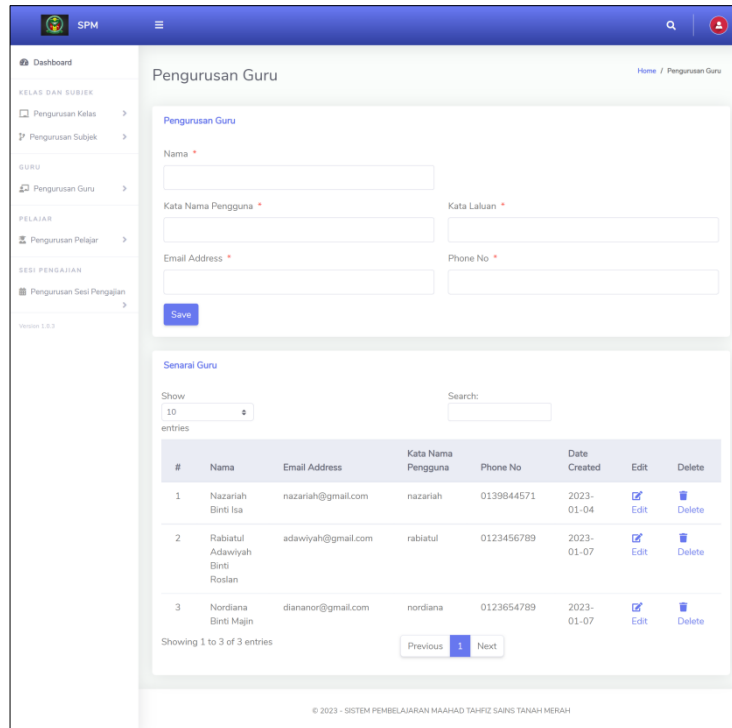 SPM
Dashboard
KELAS DAN SUBJEK
Pengurusan Kelas >
Pengurusan Subjek >
GURU
Pengurusan Guru >
PELAJAR
Pengurusan Pelajar >
SESI PENGAJIAN
Pengurusan Sesi Pengajian
>
Version 1.8.3
Pengurusan Guru
Home / Pengurusan Guru
Pengurusan Guru
Nama *
Kata Nama Pengguna * Kata Laluan *
Email Address * Phone No *
Save
Senarai Guru
Show Search:
10
entries
Kata Nama Date
# Nama Email Address Pengguna Phone No Created Edit Delete
1 Nazariah nazariah@gmail.com nazariah 0139844571 2023-
Binti Isa 01-04 Edit Delete
2 Rabiatul adawiyah@gmail.com rabiatul 0123456789 2023-
Adawiyah 01-07 Edit Delete
Binti
Roslan
3 Nordiana diananor@gmail.com nordiana 0123654789 2023-
Binti Majin 01-07 Edit Delete
Showing 1 to 3 of 3 entries Previous 1 Next
© 2023 - SISTEM PEMBELAJARAN MAAHAD TAHFIZ SAINS TANAH MERAH